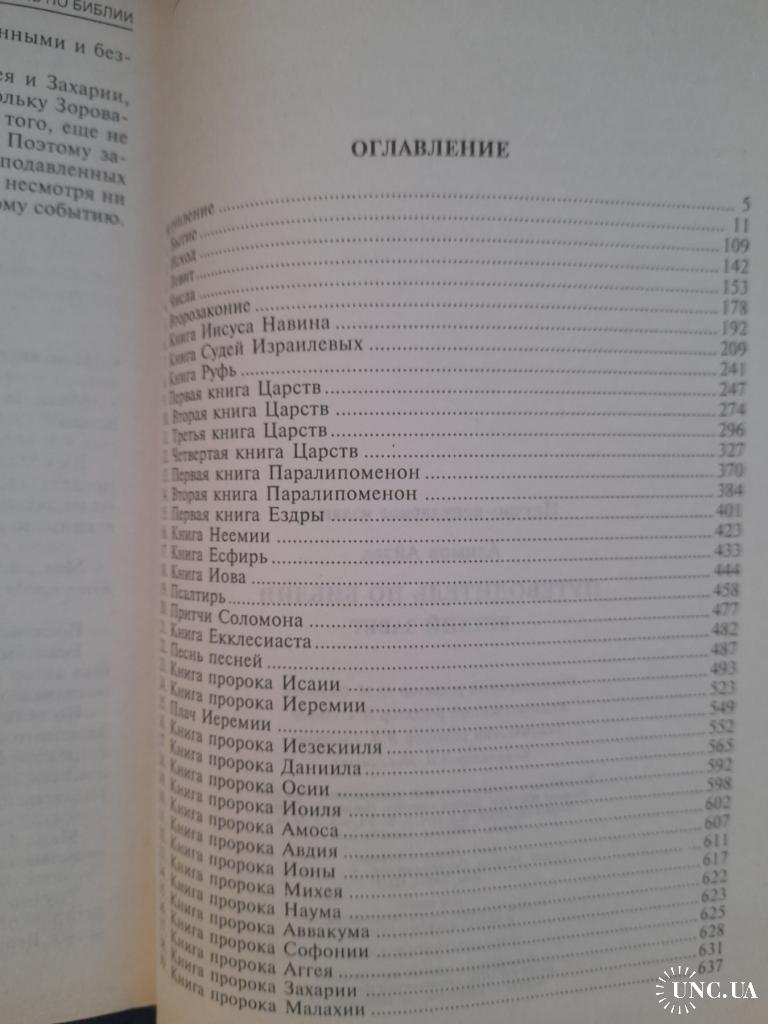 ПО БИБЛИИ
нными и без-
ея и Захарии,
ольку Зорова-
того, еще не
Поэтому за-
подавленных
несмотря ни
ому событию.
ОГЛАВЛЕНИЕ
вступление 5
Бытие 11
Исход 109
Левит 142
Числа 153
Второзаконие 178
Книга Иисуса Навина 192
Книга Судей Израилевых 209
Книга Руфь 241
Первая книга Царств 247
Вторая книга Царств 274
Третья книга Царств 296
Четвертая книга Царств 327
Первая книга Паралипоменон 370
Вторая книга Паралипоменон 384
Первая книга Ездры 401
Книга Неемии 423
Книга Есфирь 433
Книга Иова 444
Псалтирь 458
Притчи Соломона 477
Книга Екклесиаста 482
Песнь песней 487
Книга пророка Исаии 493
Книга пророка Иеремии 523
Плач Иеремии 549
Книга пророка Иезекииля 552
Книга пророка Даниила 565
Книга пророка Осии 592
Книга пророка Иоиля 598
Книга пророка Амоса 602
Книга пророка Авдия 607
Книга пророка Ионы 611
Книга пророка Михея 617
Книга пророка Наума 622
Книга пророка Аввакума 623
Книга пророка Софонии 625
Книга пророка Аггея 628
Книга пророка Захарии 631
Книга пророка Малахии 637
UNC.UA